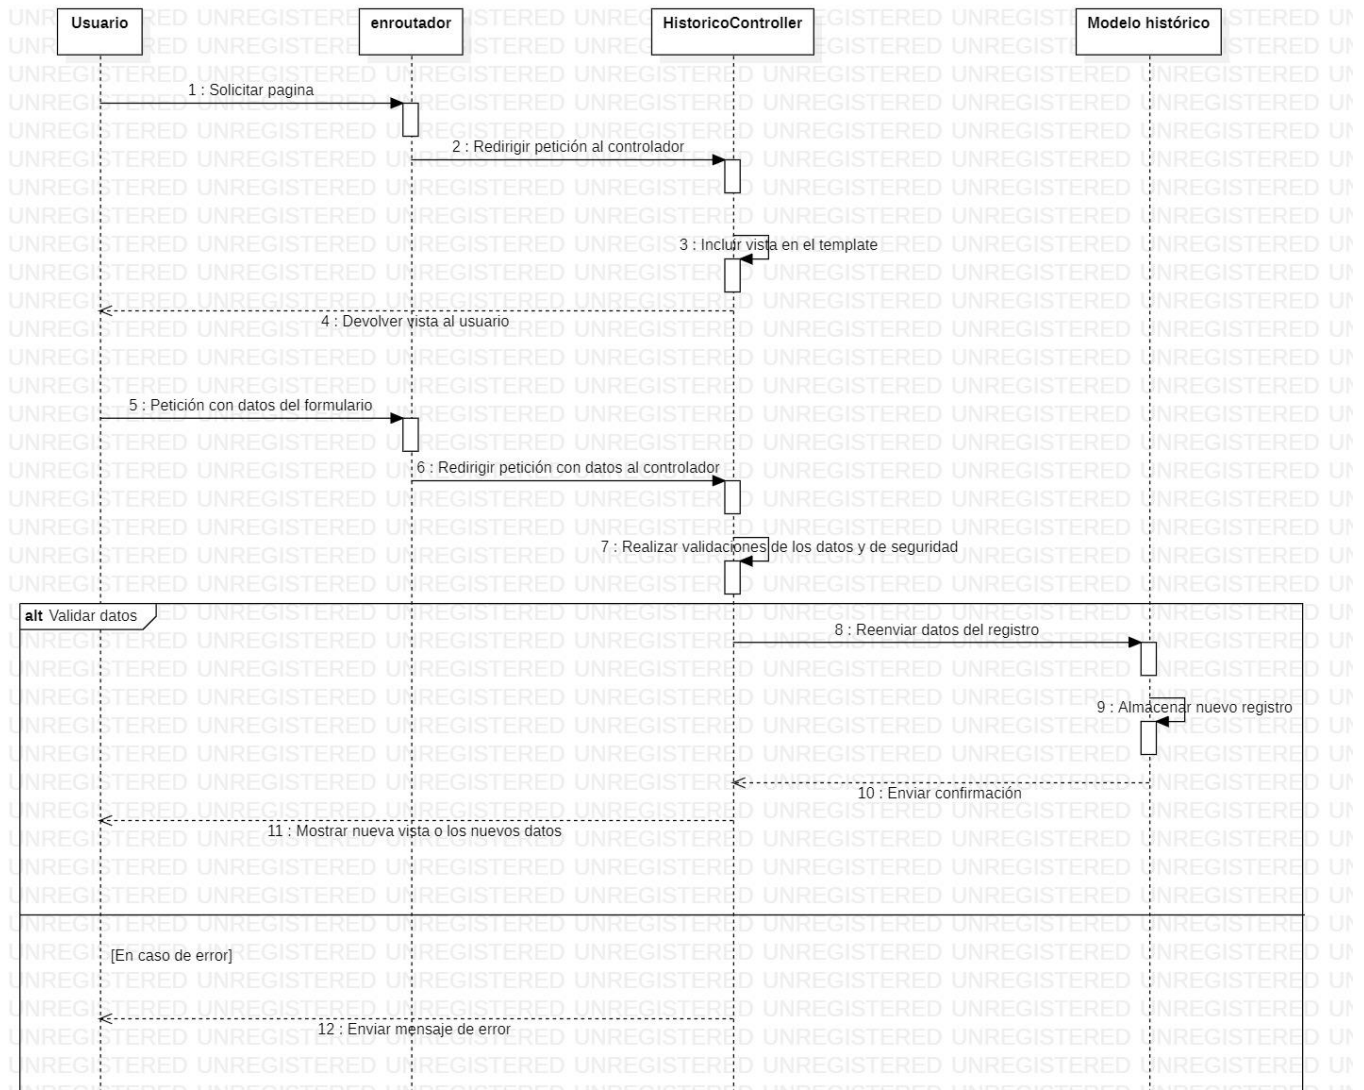 Usuario
enroutador
HistoricoController
Modelo histórico
1 : Solicitar pagina
2 : Redirigir petición al controlador
3 : Incluir vista en el template
4 : Devolver vista al usuario
5 : Petición con datos del formulario
6 : Redirigir petición con datos al controlador
7 : Realizar validaciones de los datos y de seguridad
alt Validar datos
8 : Reenviar datos del registro
9 : Almacenar nuevo registro
10 : Enviar confirmación
11 : Mostrar nueva vista o los nuevos datos
[En caso de error]
12 : Enviar mensaje de error
UNREGISTERED